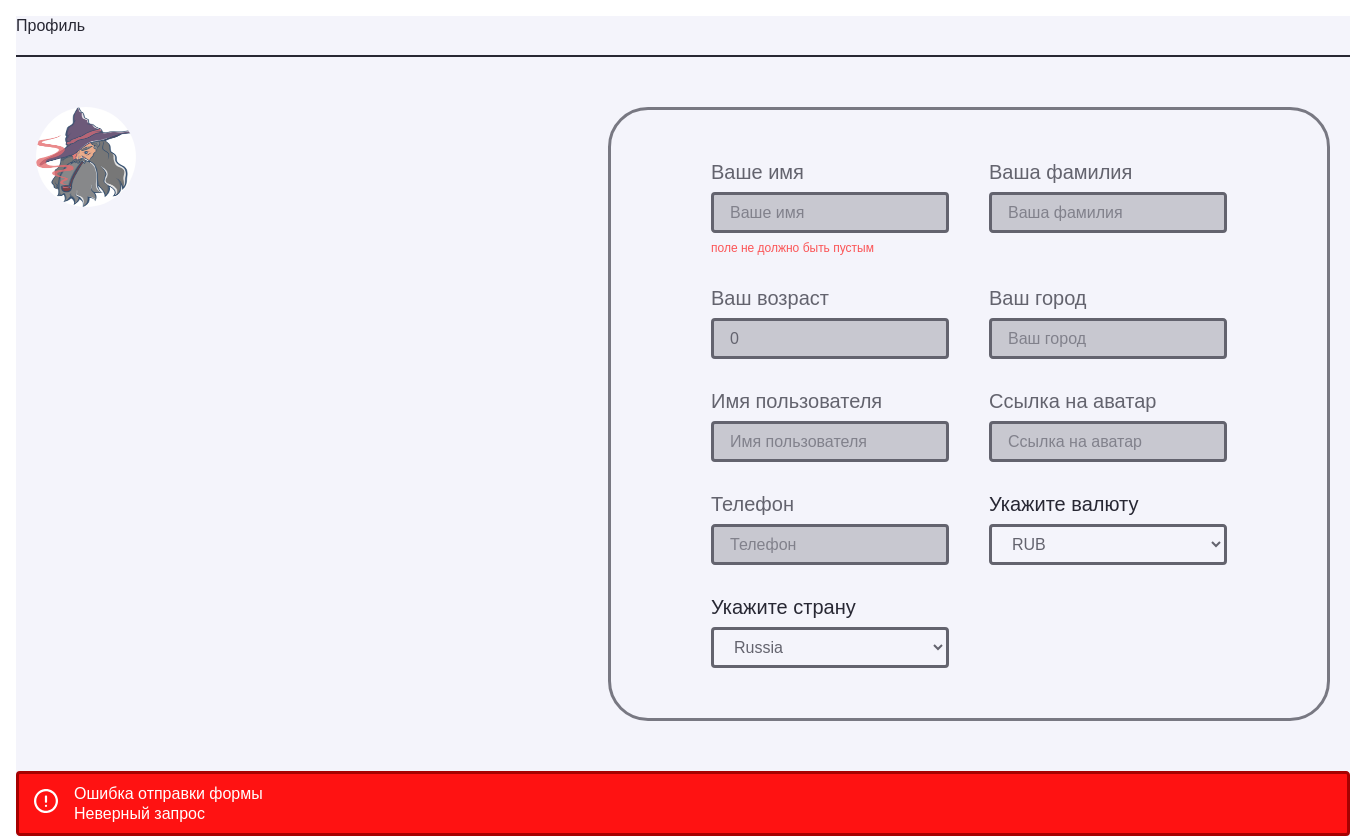 Профиль
Ваше имя
Ваша фамилия
Ваше имя
Ваша фамилия
поле не должно быть пустым
Ваш возраст
Ваш город
0
Ваш город
Имя пользователя
Ссылка на аватар
Имя пользователя
Ссылка на аватар
Телефон
Укажите валюту
Телефон
RUB
Укажите страну
Russia
Ошибка отправки формы
Неверный запрос